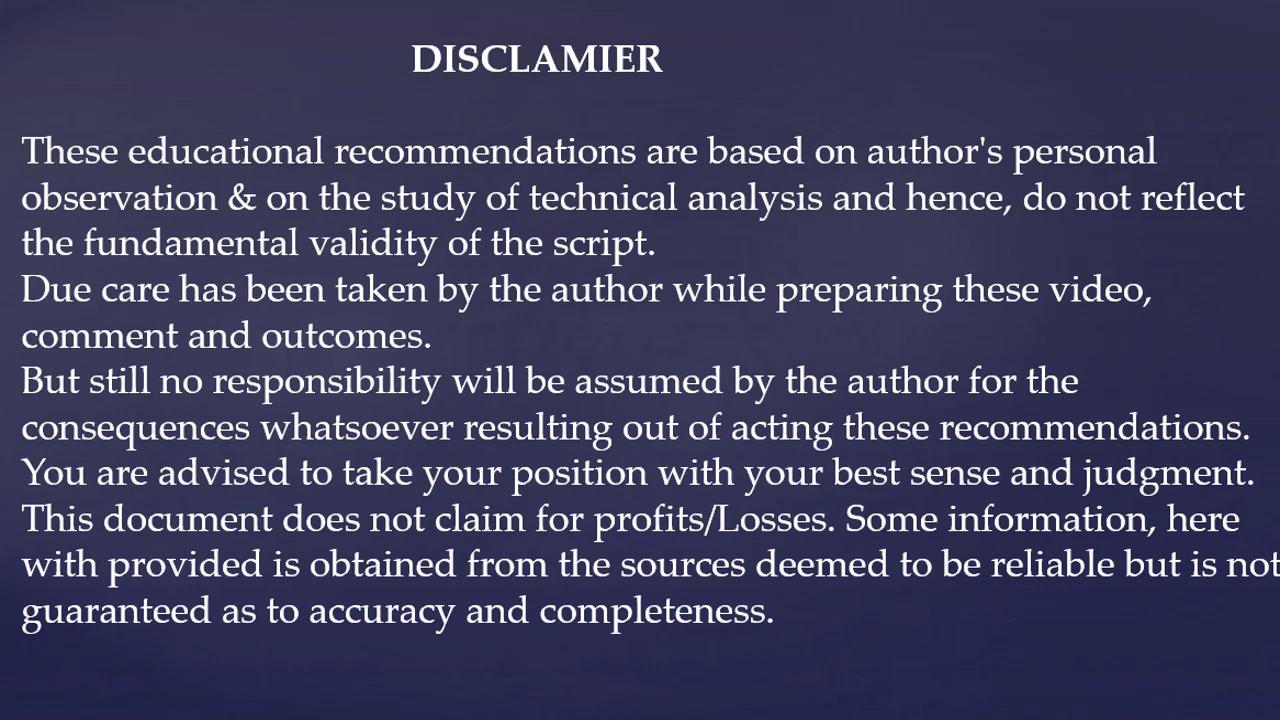 DISCLAMIER
These educational recommendations are based on author's personal
observation & on the study of technical analysis and hence, do not reflect
the fundamental validity of the script.
Due care has been taken by the author while preparing these video,
comment and outcomes.
But still no responsibility will be assumed by the author for the
consequences whatsoever resulting out of acting these recommendations.
You are advised to take your position with your best sense and judgment.
This document does not claim for profits/Losses. Some information, here
with provided is obtained from the sources deemed to be reliable but is not
guaranteed as to accuracy and completeness.